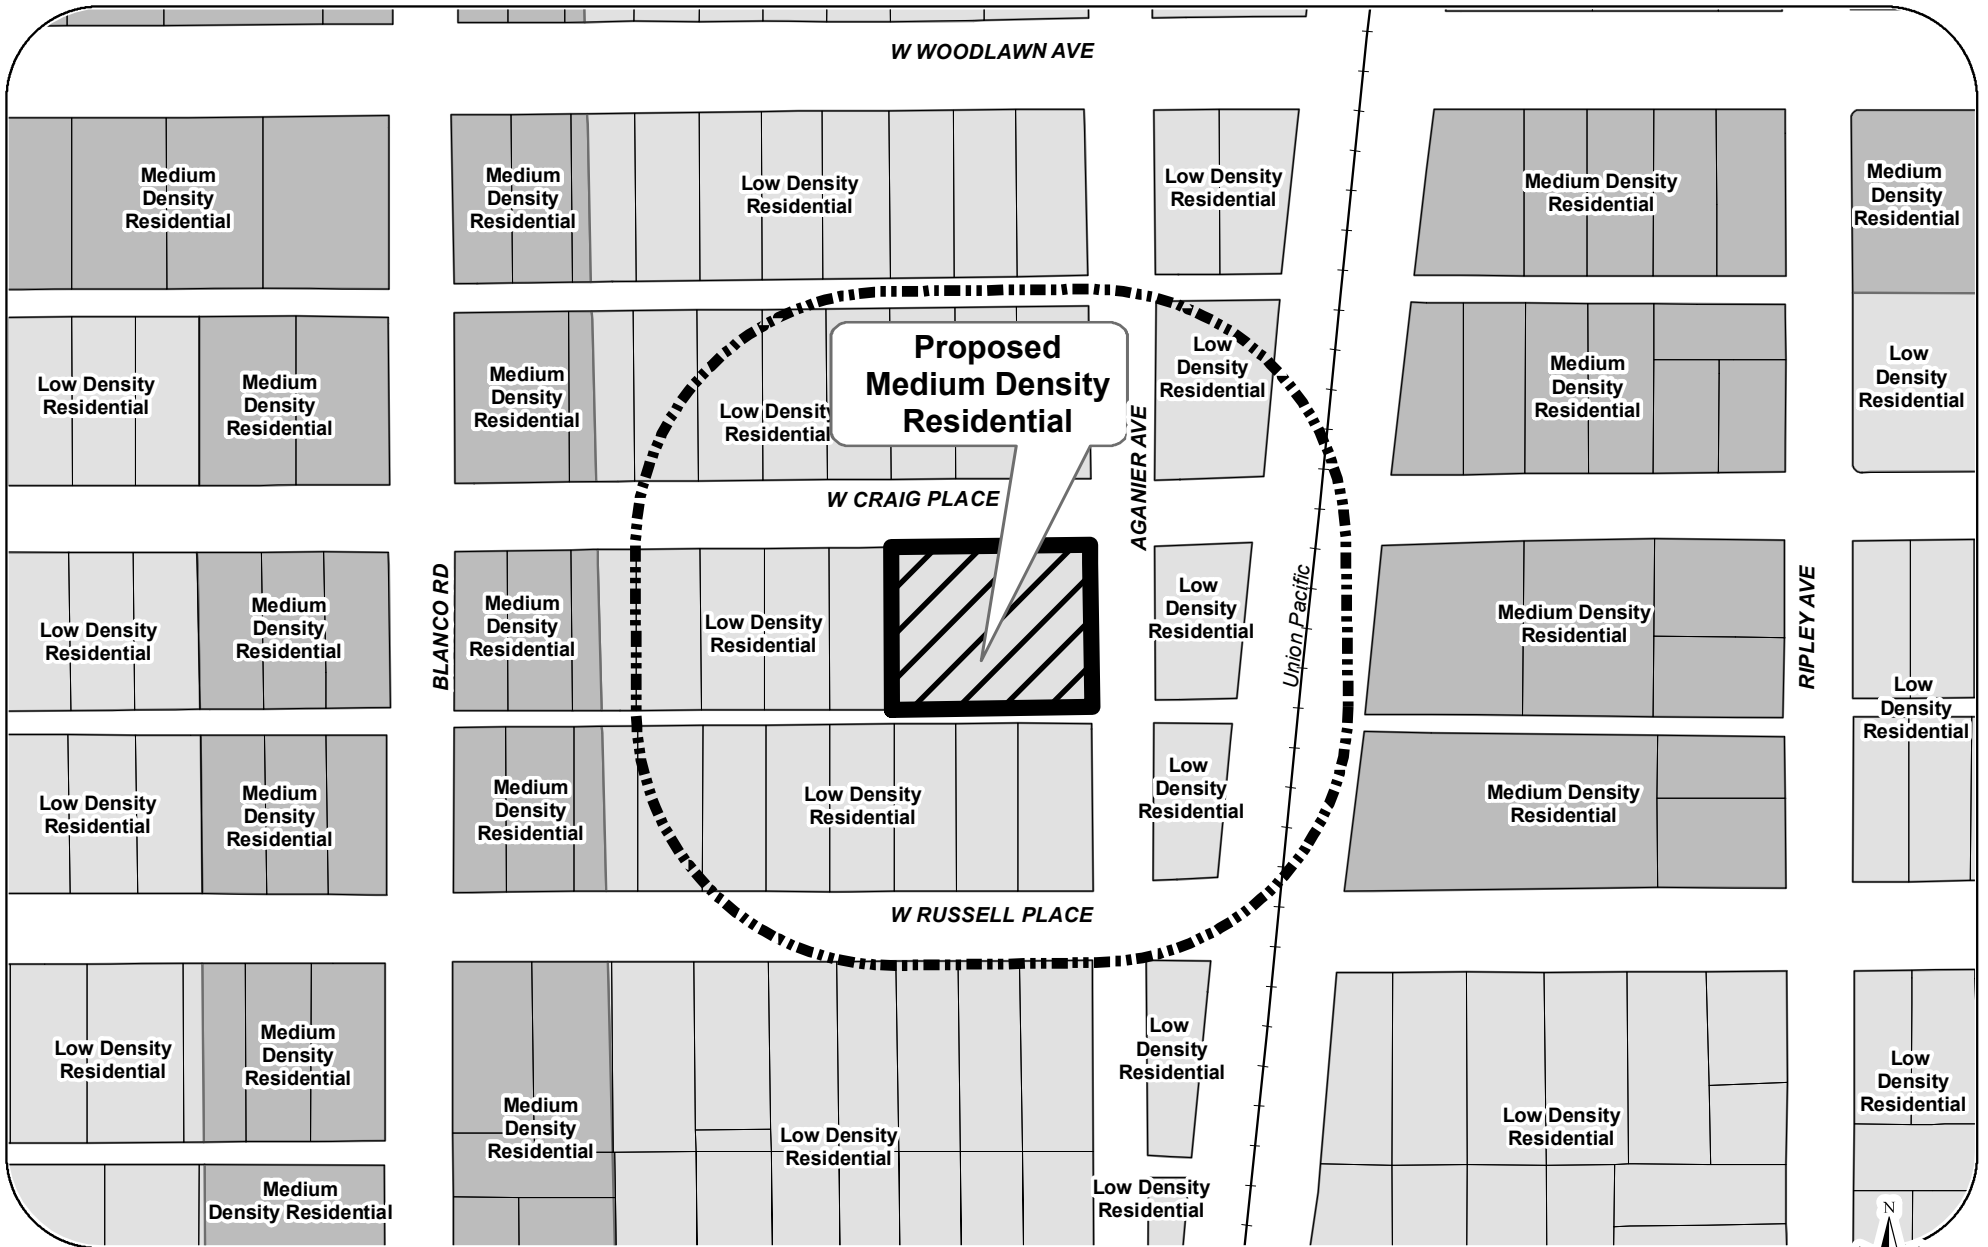 W WOODLAWN AVE
Medium
Density
Residential
Medium
Density
Residential
Low Density
Residential
Low Density
Residential
Medium Density
Residential
Medium
Density
Residential
Low Density
Residential
Medium
Density
Residential
Medium
Density
Residential
Low Density
Residential
Proposed
Medium Density
Residential
Low
Density
Residential
Medium
Density
Residential
Low
Density
Residential
W CRAIG PLACE
AGANIER AVE
BLANCO RD
Union Pacific
RIPLEY AVE
Low Density
Residential
Medium
Density
Residential
Medium
Density
Residential
Low Density
Residential
Low
Density
Residential
Medium Density
Residential
Low
Density
Residential
Low Density
Residential
Medium
Density
Residential
Medium
Density
Residential
Low Density
Residential
Low
Density
Residential
Medium Density
Residential
W RUSSELL PLACE
Low Density
Residential
Medium
Density
Residential
Medium
Density
Residential
Low Density
Residential
Low
Density
Residential
Low Density
Residential
Low
Density
Residential
Medium
Density Residential
Low Density
Residential
N